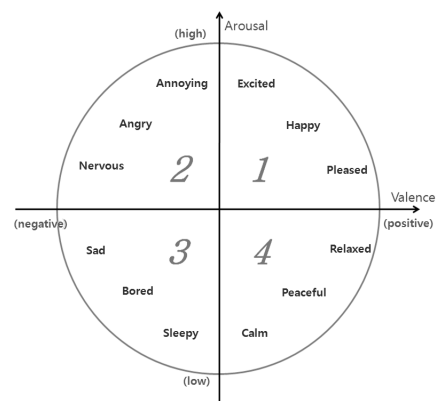 Arousal
(high)
Annoying
Excited
Angry
Happy
Nervous
2
1
Pleased
Valence
(negative)
(positive)
Sad
3
4
Relaxed
Bored
Peaceful
Sleepy
Calm
(low)